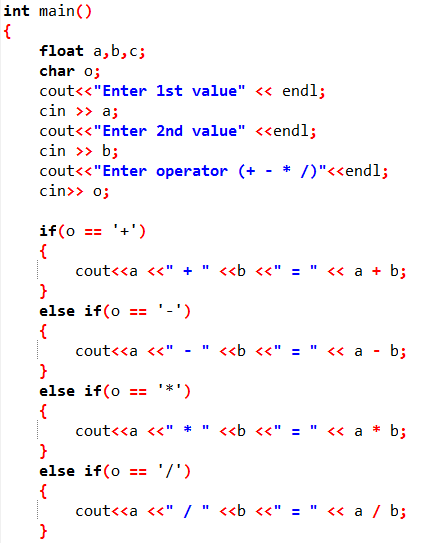 int main()
{
float a,b,c;
char o;
cout<<"Enter 1st value" << endl;
cin >> a;
cout<<"Enter 2nd value" <<endl;
cin >> b;
cout<<"Enter operator (+ - * /)"<<endl;
cin>> o;
if(o == '+')
{
cout<<a <<" + " <<b <<" = " << a + b;
}
else if(o == '-')
{
cout<<a <<" - " <<b <<" = " << a - b;
}
else if(o == '*')
{
cout<<a <<" * " <<b <<" = " << a * b;
}
else if(o == '/')
{
cout<<a <<" / " <<b <<" = " << a / b;
}